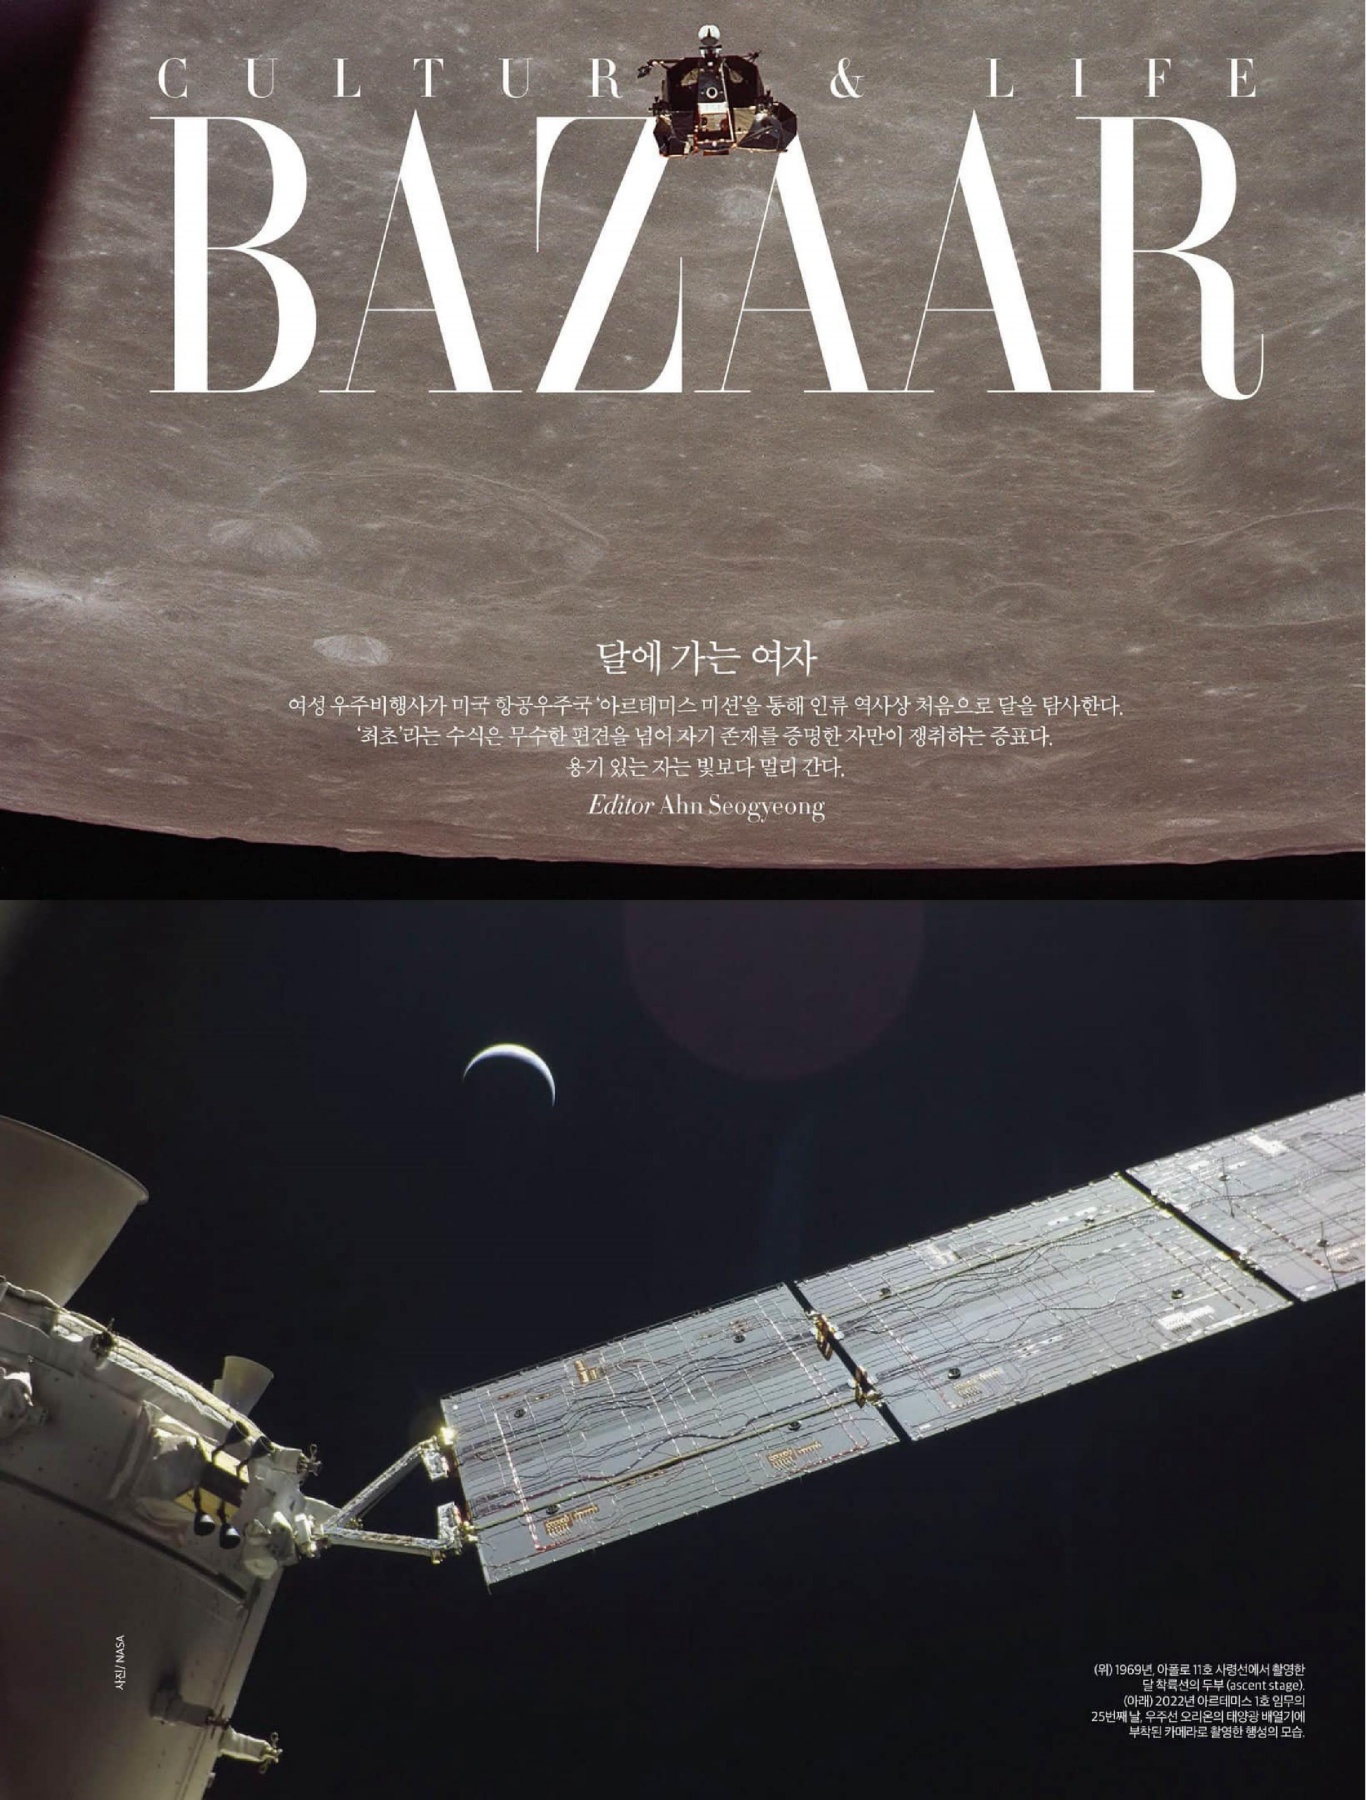 CULTUR & LIFE
BAZAAR
달에 가는 여자
여성 우주비행사가 미국 항공우주국 ‘아르테미스 미션’을 통해 인류 역사상 처음으로 달을 탐사한다.
‘최초’라는 수식은 무수한 편견을 넘어 자기 존재를 증명한 자만이 쟁취하는 증표다.
용기 있는 자는 빛보다 멀리 간다.
Editor Ahn Seogyeong
사진/ NASA
(위) 1969년, 아폴로 11호 사령선에서 촬영한
달 착륙선의 두부 (ascent stage).
(아래) 2022년 아르테미스 1호 임무의
25번째 날, 우주선 오리온의 태양광 배열기에
부착된 카메라로 촬영한 행성의 모습.